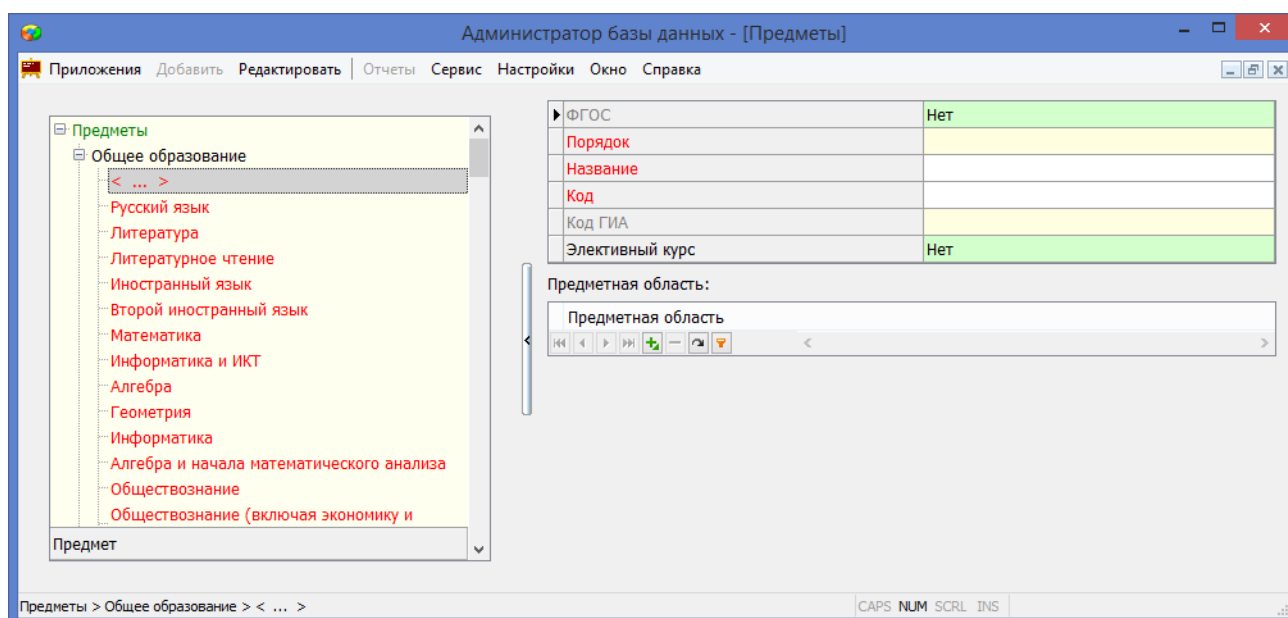 Администратор базы данных - [Предметы]
Приложения Добавить Редактировать Отчеты Сервис Настройки Окно Справка
Предметы
Общее образование
< ... >
Русский язык
Литература
Литературное чтение
Иностранный язык
Второй иностранный язык
Математика
Информатика и ИКТ
Алгебра
Геометрия
Информатика
Алгебра и начала математического анализа
Обществознание
Обществознание (включая экономику и
Предмет
ФГОС Нет
Порядок
Название
Код
Код ГИА
Элективный курс Нет
Предметная область:
Предметная область
Предметы > Общее образование > < ... >
CAPS NUM SCRL INS